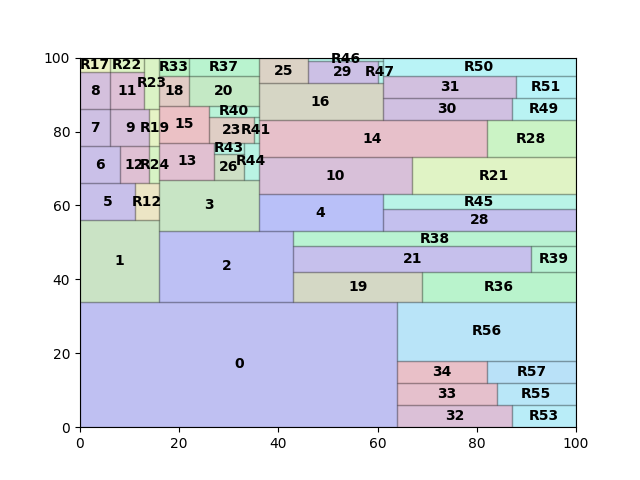 100
R17 R22 R33 R37 R46 R50
R23 25 29 R47
8 11 18 20 31 R51
80
16 30 R49
R40
7 9 R19 15 23 R41 14 R28
R43
6 12 R24 13 26 R44 10 R21
60
5 R12 3 4 R45
28
R38
1 2 21 R39
40
19 R36
R56
20
0 34 R57
33 R55
32 R53
0
0 20 40 60 80 100